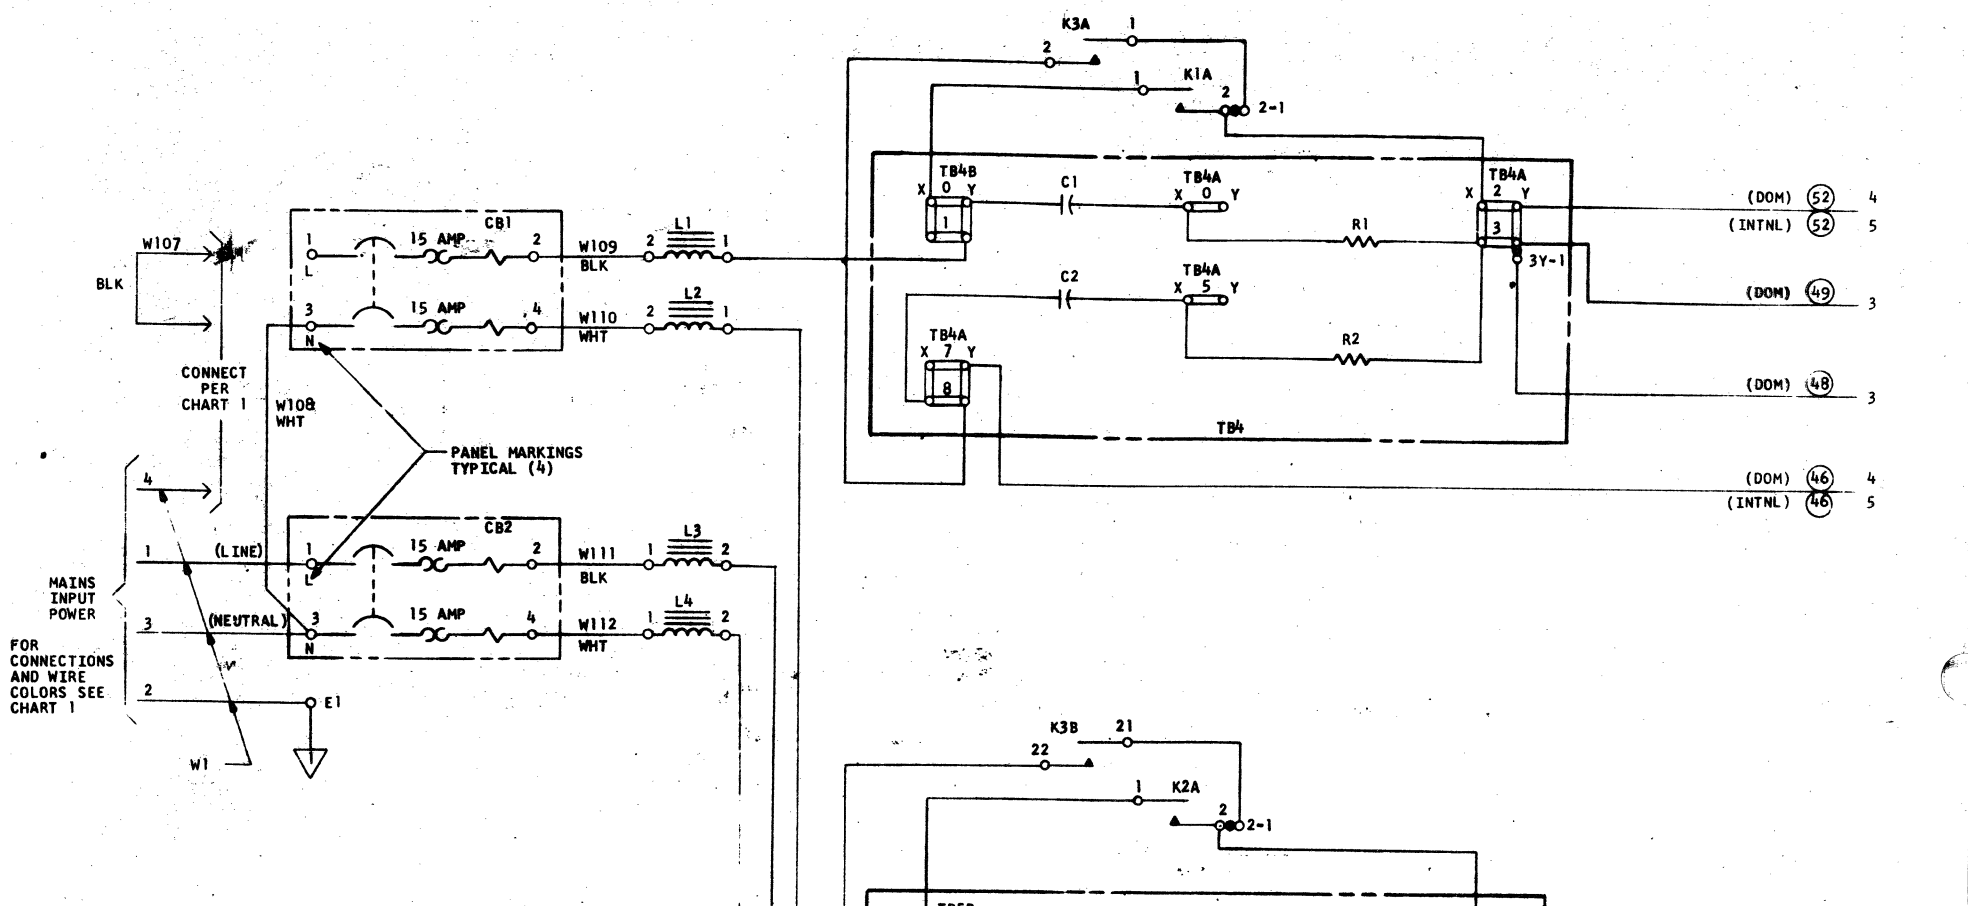 K3A 1
2
1 K1A
2 2-1
TB4B
X 0 Y
1
C1
TB4A
X 0 Y
R1
TB4A
X 2 Y
3
3Y-1
(DOM) 52 4
(INTNL) 52 5
(DOM) 49 3
(DOM) 48 3
C2
TB4A
X 5 Y
R2
TB4A
X 7 Y
8
TB4
(DOM) 46 4
(INTNL) 46 5
W107
BLK
CONNECT
PER
CHART 1
CB1
1 15 AMP 2
L
3 15 AMP 4
N
W109
BLK
2 L1 1
W110
WHT
2 L2 1
W108
WHT
PANEL MARKINGS
TYPICAL (4)
4
CB2
1 (LINE) 1 15 AMP 2
L
3 (NEUTRAL) 3 15 AMP 4
N
W111
BLK
1 L3 2
W112
WHT
1 L4 2
MAINS
INPUT
POWER
FOR
CONNECTIONS
AND WIRE
COLORS SEE
CHART 1
2 E1
W1
K3B 21
22
1 K2A
2 2-1